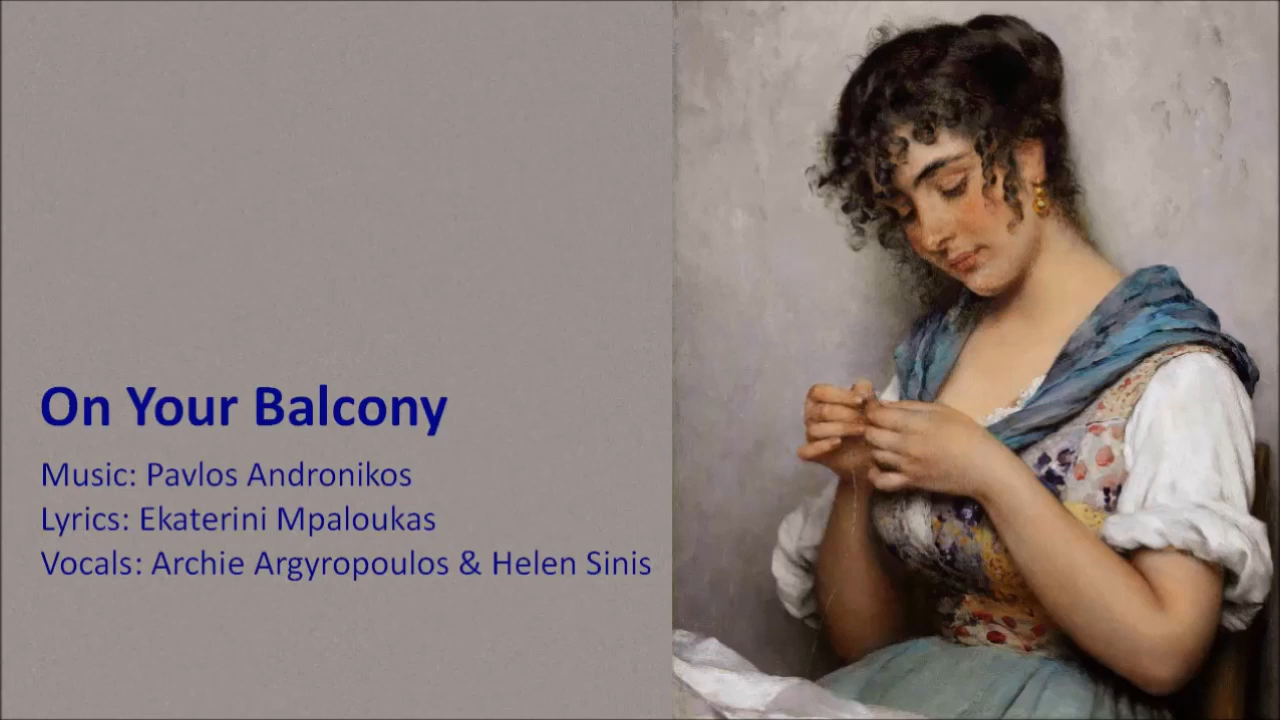 On Your Balcony
Music: Pavlos Andronikos
Lyrics: Ekaterini Mpaloukas
Vocals: Archie Argyropoulos & Helen Sinis